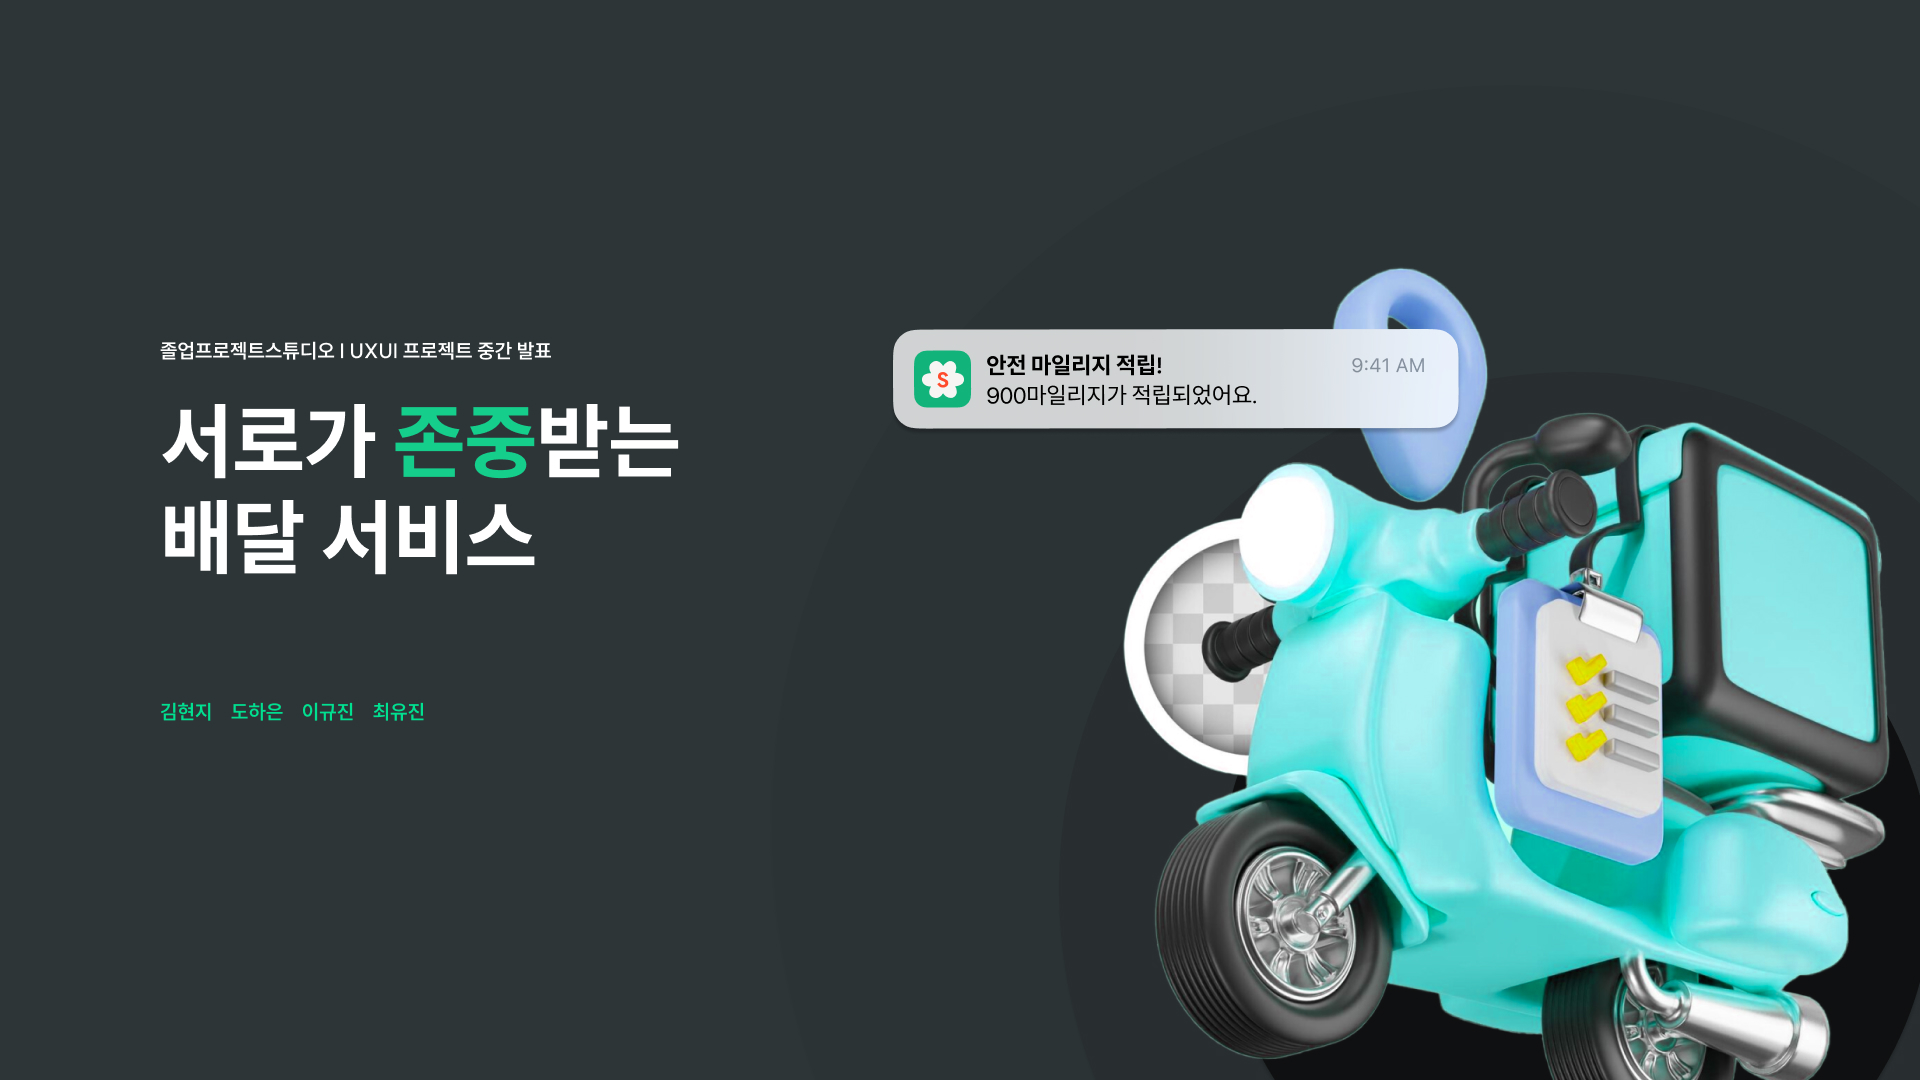 졸업프로젝트스튜디오 I UXUI 프로젝트 중간 발표
서로가 존중받는
배달 서비스
김현지 도하은 이규진 최유진
S
안전 마일리지 적립!
9:41 AM
900마일리지가 적립되었어요.